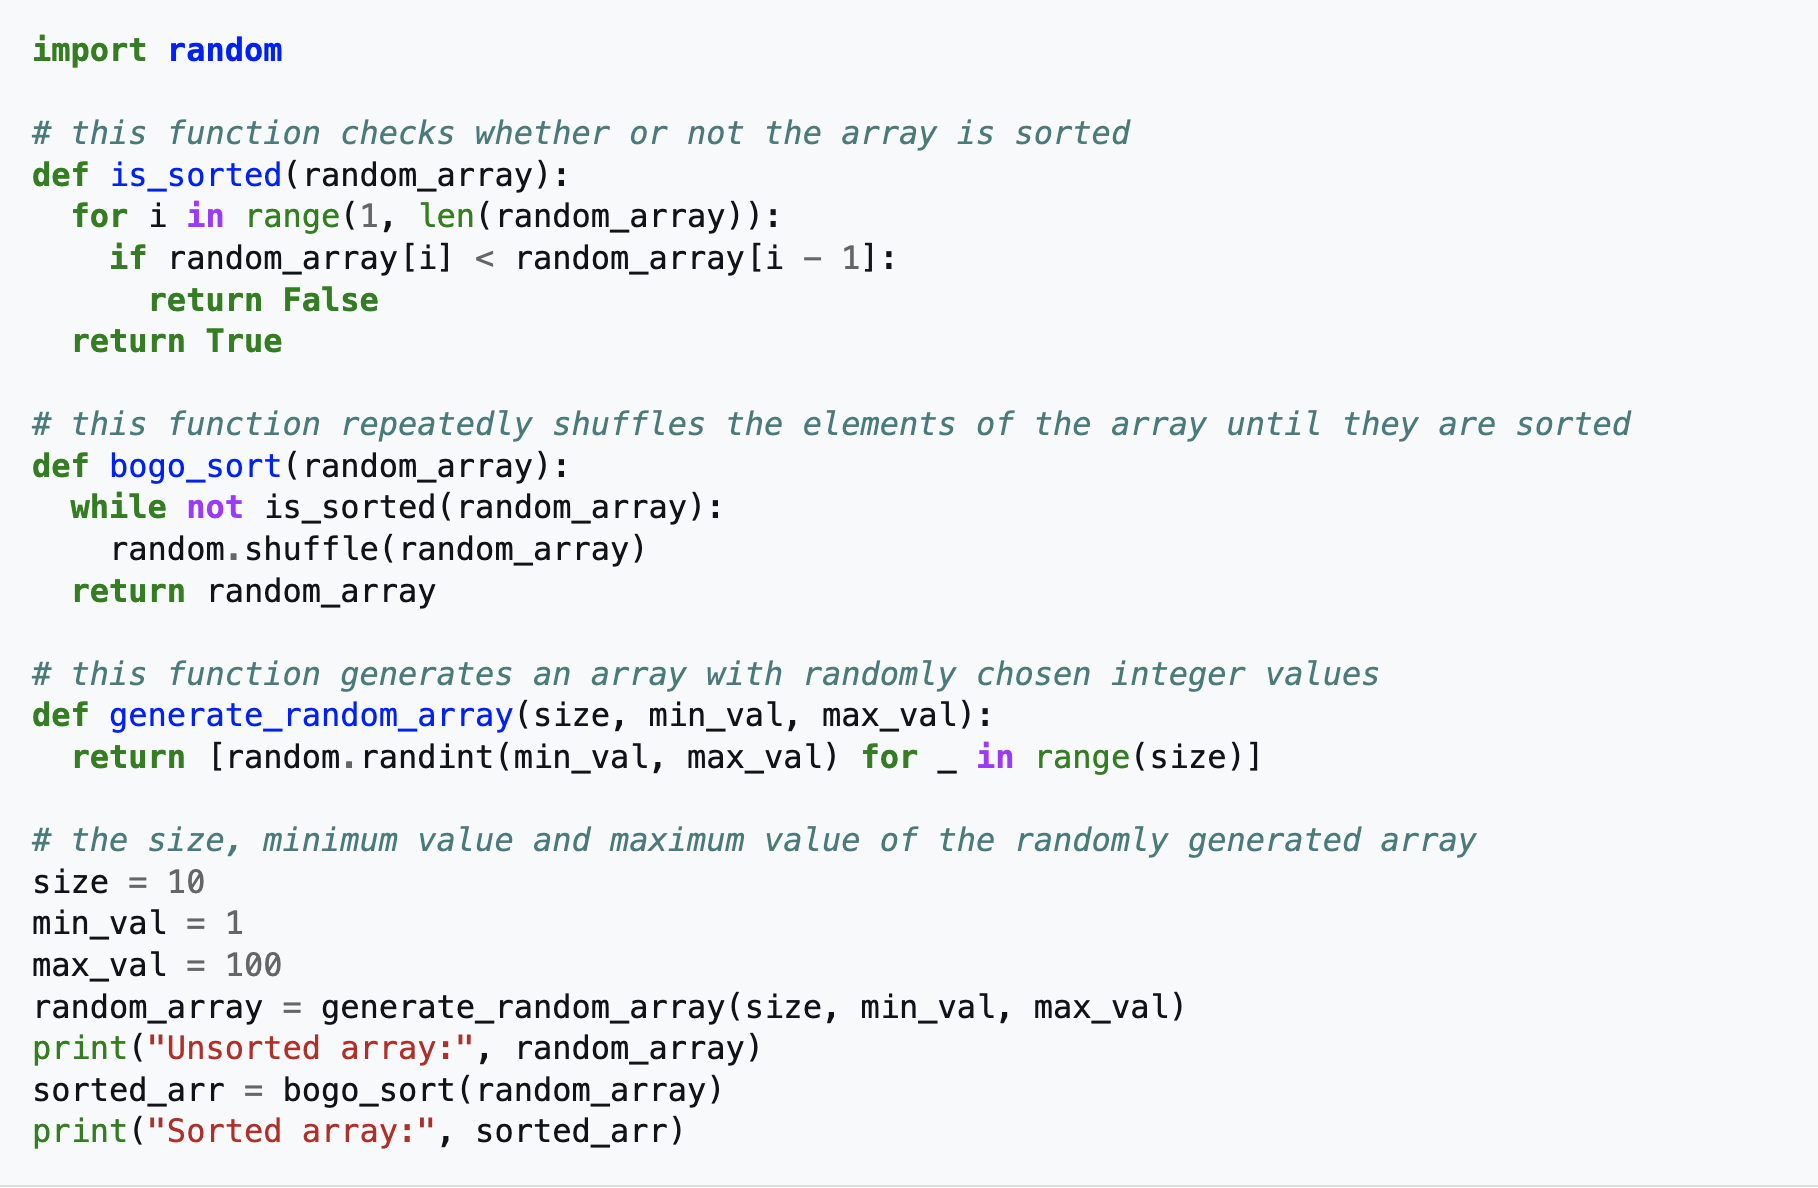 import random

# this function checks whether or not the array is sorted
def is_sorted(random_array):
  for i in range(1, len(random_array)):
    if random_array[i] < random_array[i - 1]:
      return False
  return True

# this function repeatedly shuffles the elements of the array until they are sorted
def bogo_sort(random_array):
  while not is_sorted(random_array):
    random.shuffle(random_array)
  return random_array

# this function generates an array with randomly chosen integer values
def generate_random_array(size, min_val, max_val):
  return [random.randint(min_val, max_val) for _ in range(size)]

# the size, minimum value and maximum value of the randomly generated array
size = 10
min_val = 1
max_val = 100
random_array = generate_random_array(size, min_val, max_val)
print("Unsorted array:", random_array)
sorted_arr = bogo_sort(random_array)
print("Sorted array:", sorted_arr)